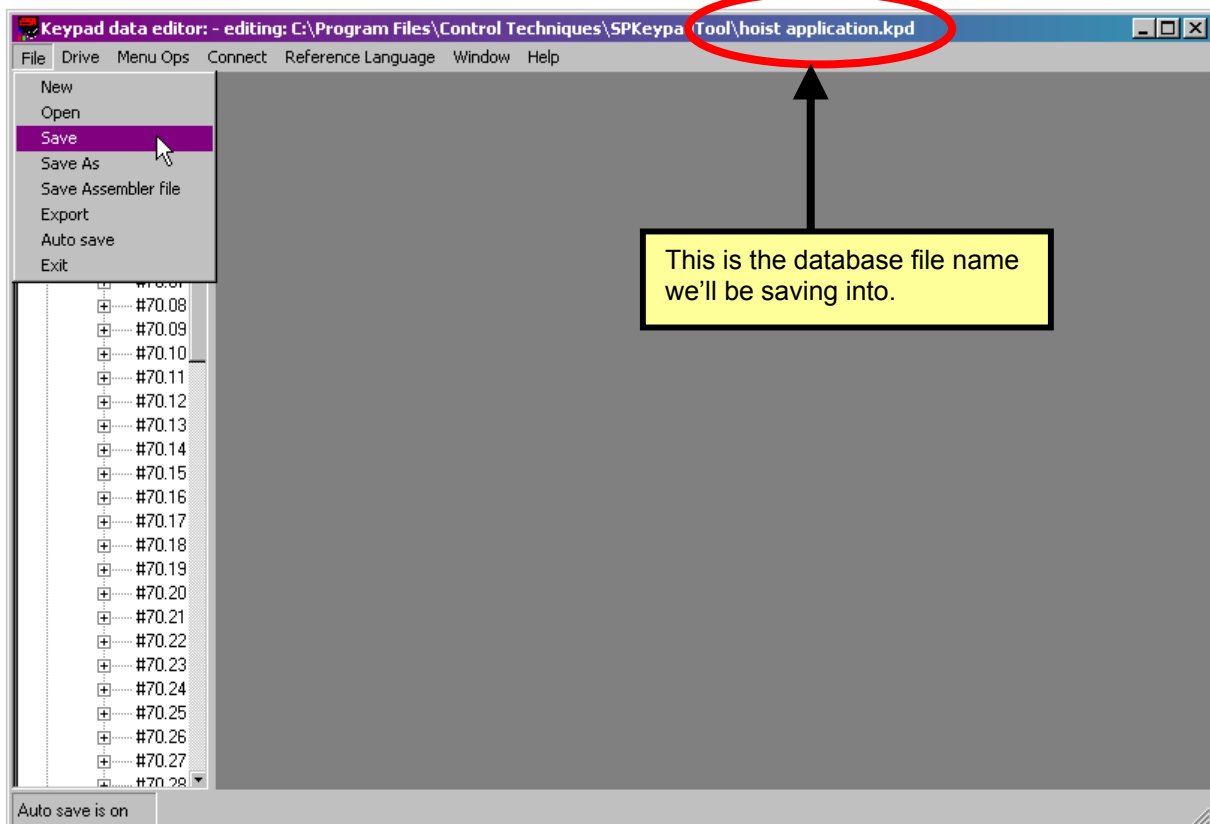 Keypad data editor: - editing: C:\Program Files\Control Techniques\SPKeypadTool\hoist application.kpd
File Drive Menu Ops Connect Reference Language Window Help
New
Open
Save
Save As
Save Assembler file
Export
Auto save
Exit
#70.08
#70.09
#70.10
#70.11
#70.12
#70.13
#70.14
#70.15
#70.16
#70.17
#70.18
#70.19
#70.20
#70.21
#70.22
#70.23
#70.24
#70.25
#70.26
#70.27
#70.28
This is the database file name
we'll be saving into.
Auto save is on